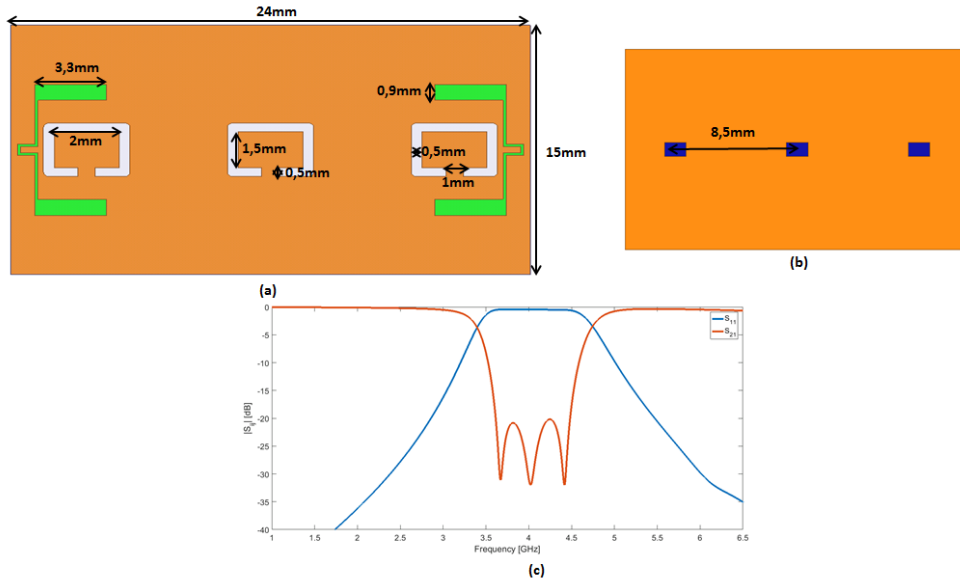 24mm
3,3mm
0,9mm
2mm
1,5mm
0,5mm
0,5mm
1mm
15mm
(a)
8,5mm
(b)
0
-5
-10
-15
-20
-25
-30
-35
-40
|Sij| [dB]
1
1.5
2
2.5
3
3.5
4
4.5
5
5.5
6
6.5
Frequency [GHz]
S11
S21
(c)